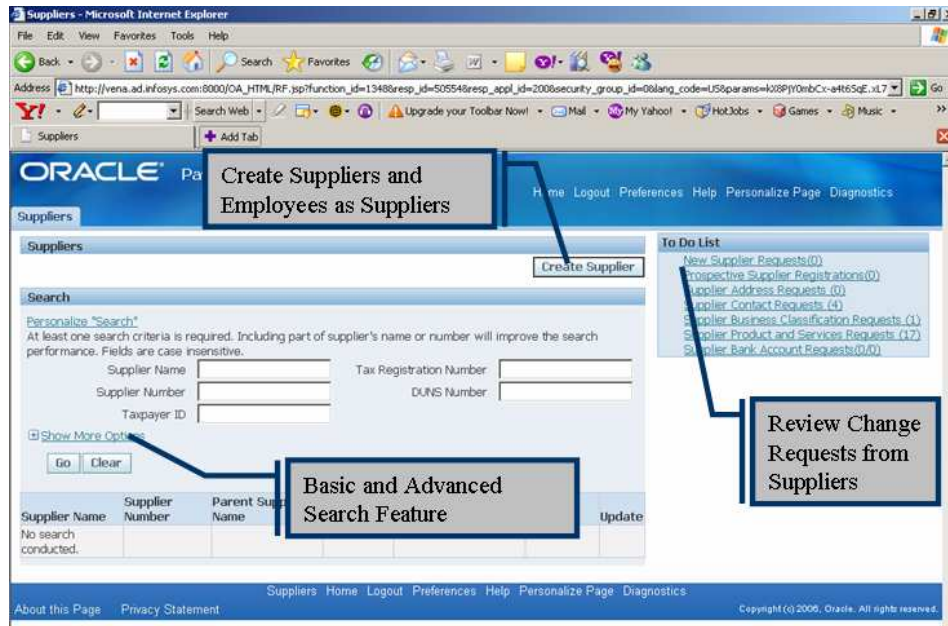 Suppliers - Microsoft Internet Explorer
File Edit View Favorites Tools Help
Back Search Favorites
Address http://vena.ad.infosys.com:8000/OA_HTML/RF.jsp?function_id=1348&resp_id=50554&resp_appl_id=200&security_group_id=0&lang_code=US&params= Go
Y! Search Web Upgrade your Toolbar Now! Mail My Yahoo! HotJobs Games Music
Suppliers Add Tab
ORACLE
Create Suppliers and
Employees as Suppliers
Logout Preferences Help Personalize Page Diagnostics
Suppliers
Suppliers
Create Supplier
To Do List
New Supplier Requests(0)
Prospective Supplier Registrations(0)
Supplier Address Requests (0)
Supplier Contact Requests (4)
Supplier Business Classification Requests (1)
Supplier Product and Services Requests (17)
Supplier Bank Account Requests(0/0)
Search
Personalize "Search"
At least one search criteria is required. Including part of supplier's name or number will improve the search
performance. Fields are case insensitive.
Supplier Name Tax Registration Number
Supplier Number DUNS Number
Taxpayer ID
Show More Options
Go Clear
Review Change
Requests from
Suppliers
Basic and Advanced
Search Feature
Supplier Name Supplier Number Parent Name Update
No search
conducted.
Suppliers Home Logout Preferences Help Personalize Page Diagnostics
About this Page Privacy Statement Copyright (c) 2006, Oracle. All rights reserved.